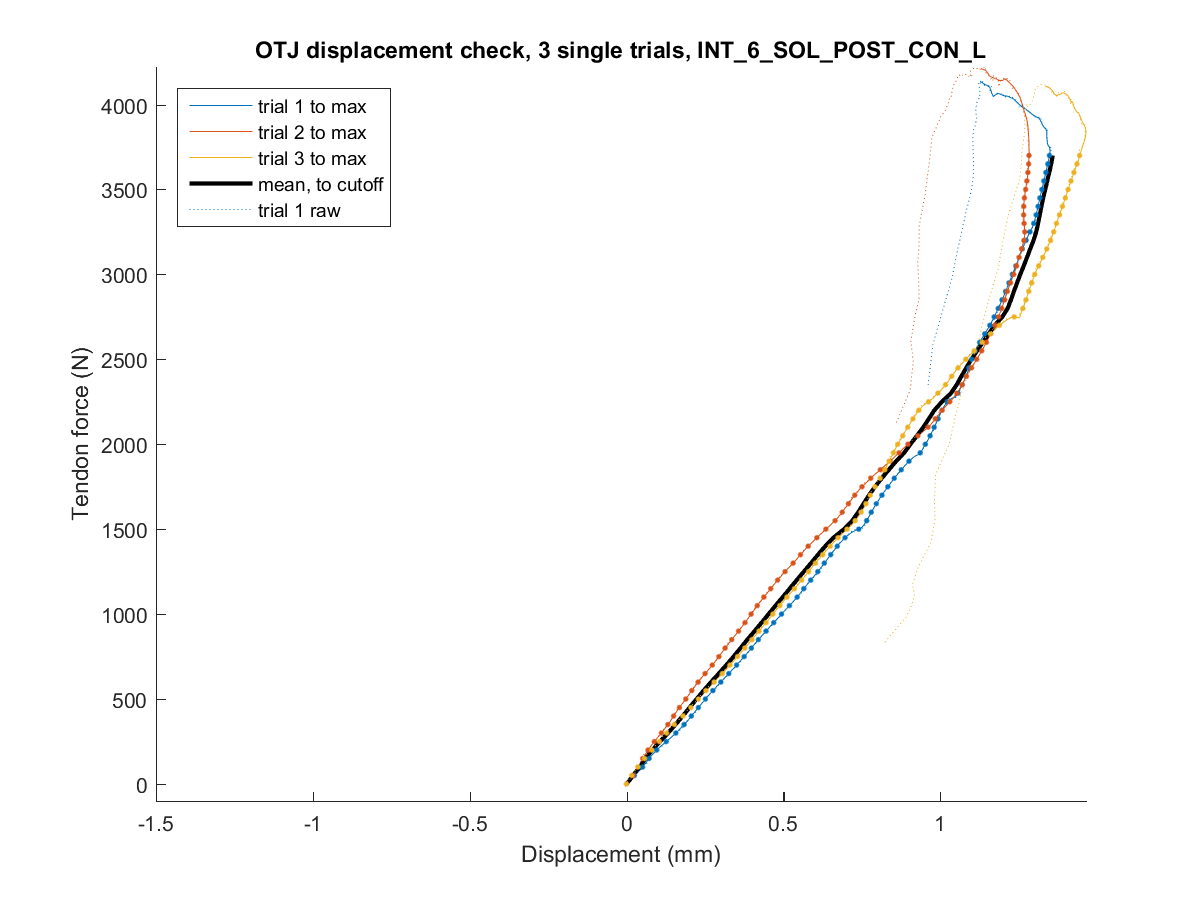 OTJ displacement check, 3 single trials, INT_6_SOL_POST_CON_L
trial 1 to max
trial 2 to max
trial 3 to max
mean, to cutoff
trial 1 raw
4000
3500
3000
2500
2000
1500
1000
500
0
Tendon force (N)
-1.5
-1
-0.5
0
0.5
1
Displacement (mm)